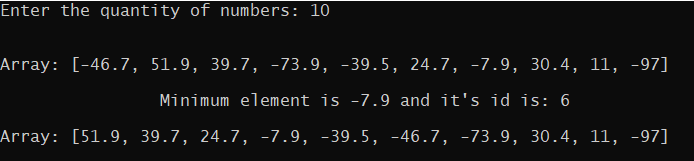 Enter the quantity of numbers: 10
Array: [-46.7, 51.9, 39.7, -73.9, -39.5, 24.7, -7.9, 30.4, 11, -97]
Minimum element is -7.9 and it's id is: 6
Array: [51.9, 39.7, 24.7, -7.9, -39.5, -46.7, -73.9, 30.4, 11, -97]